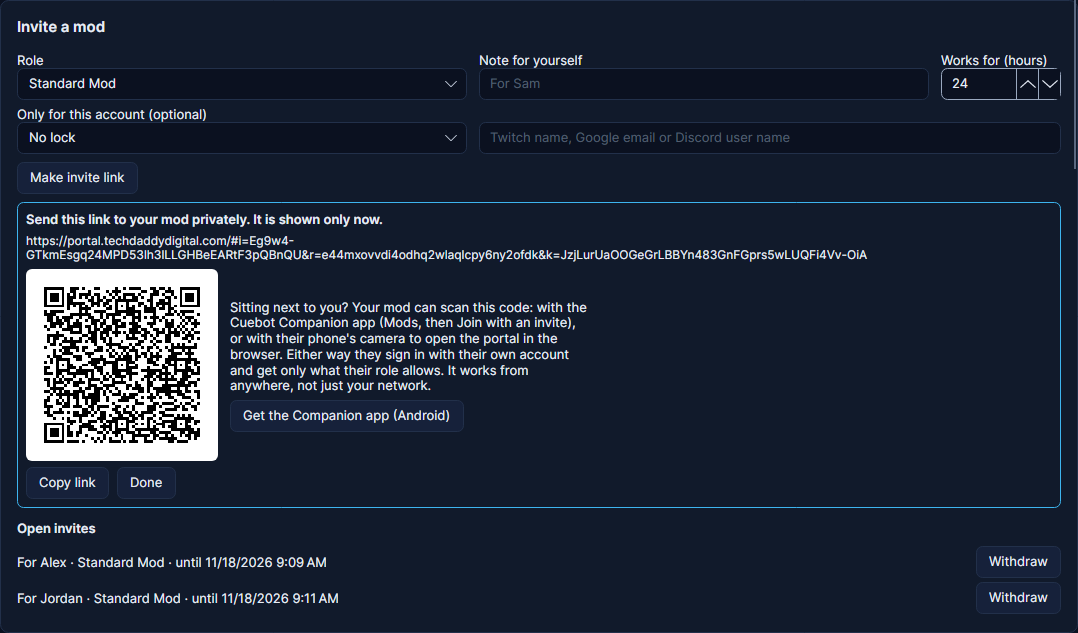 Invite a mod
Role
Note for yourself
Works for (hours)
Standard Mod
For Sam
24
Only for this account (optional)
No lock
Twitch name, Google email or Discord user name
Make invite link
Send this link to your mod privately. It is shown only now.
https://portal.techdaddydigital.com/#i=Eg9w4-
GTkmEsgq24MPD53Ih3ILLGHBeEARtF3pQBnQU&r=e44mxovvdi4odhq2wlaqlcpy6ny2ofdk&k=JzjLurUaOOGeGrLBBYn483GnFGprs5wLUQFi4Vv-OiA
Sitting next to you? Your mod can scan this code: with the
Cuebot Companion app (Mods, then Join with an invite),
or with their phone's camera to open the portal in the
browser. Either way they sign in with their own account
and get only what their role allows. It works from
anywhere, not just your network.
Get the Companion app (Android)
Copy link
Done
Open invites
For Alex · Standard Mod · until 11/18/2026 9:09 AM
Withdraw
For Jordan · Standard Mod · until 11/18/2026 9:11 AM
Withdraw